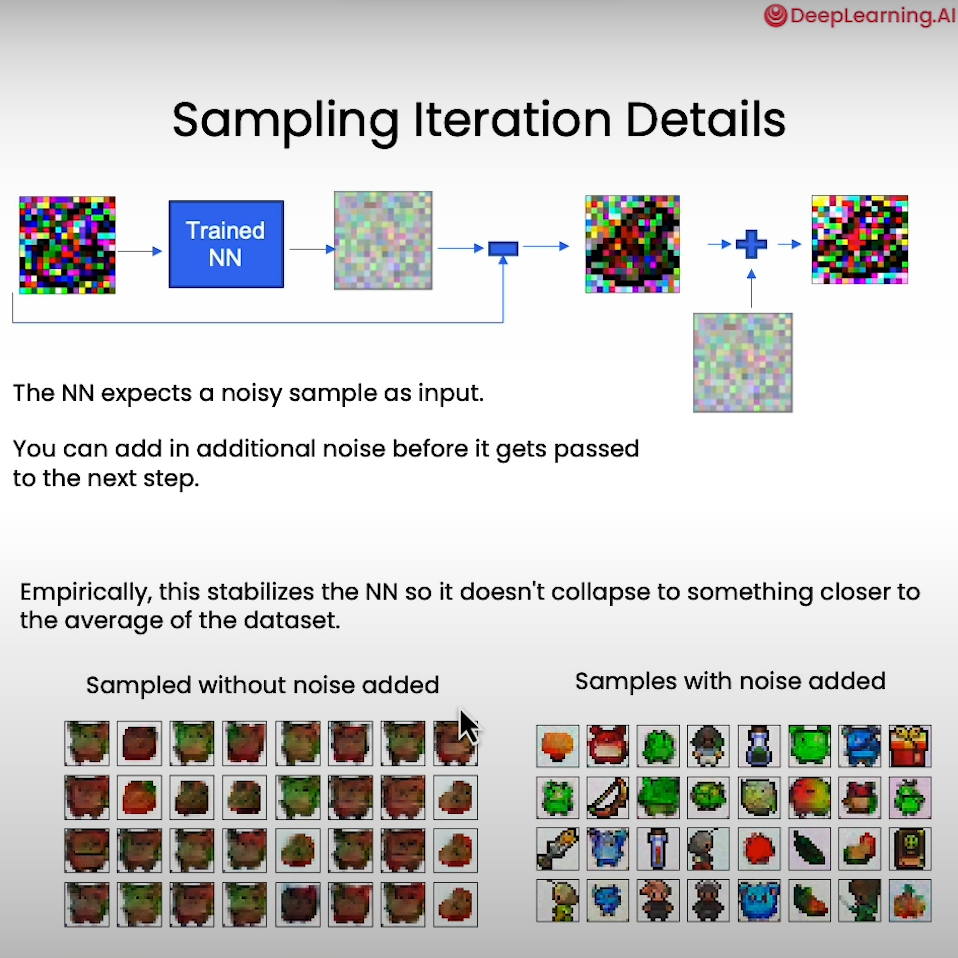 DeepLearning.AI
Sampling Iteration Details
Trained
NN
The NN expects a noisy sample as input.
You can add in additional noise before it gets passed
to the next step.
Empirically, this stabilizes the NN so it doesn't collapse to something closer to
the average of the dataset.
Sampled without noise added
Samples with noise added